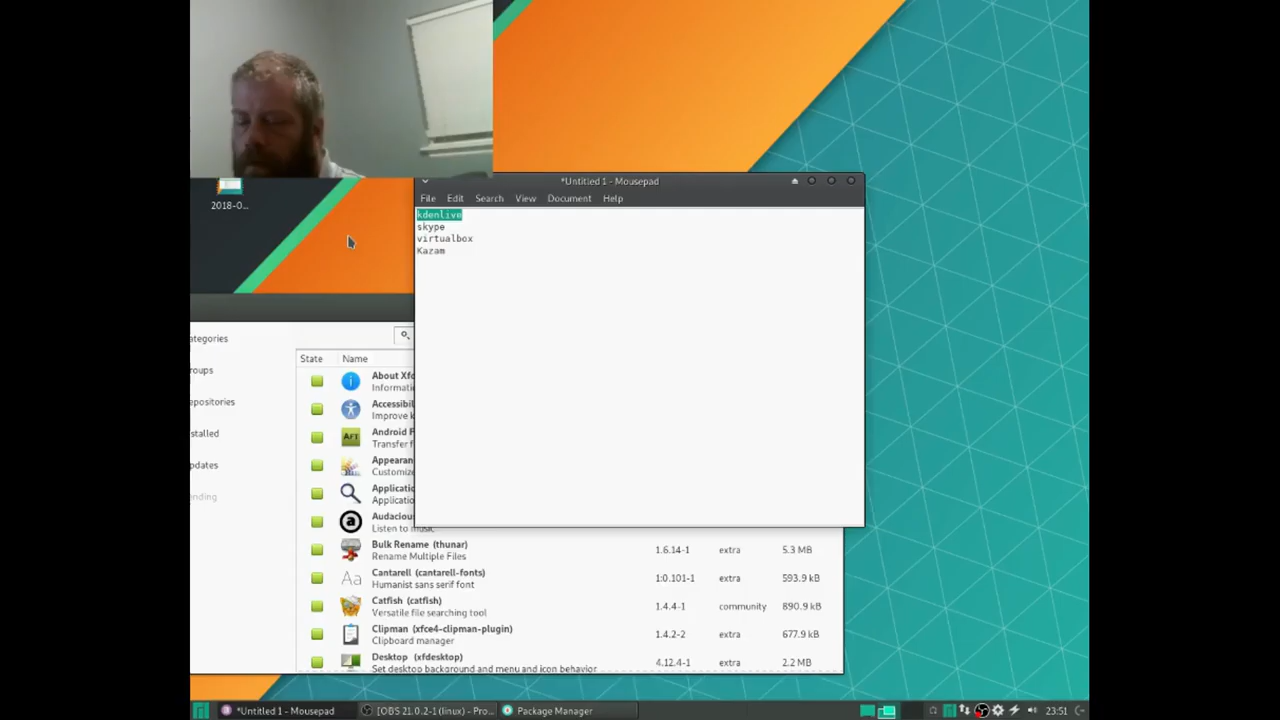 2018-0...
*Untitled 1 - Mousepad
File Edit Search View Document Help
kdenlive
skype
virtualbox
Kazam
ategories
roups
epositories
stalled
pdates
ending
State Name
About Xfc
Informati
Accessibil
Improve k
AFT
Android F
Transfer f
Appearan
Customiz
Applicatio
Applicatio
a
Audacious
Listen to music
Bulk Rename (thunar) 1.6.14-1 extra 5.3 MB
Rename Multiple Files
Aa
Cantarell (cantarell-fonts) 1:0.101-1 extra 593.9 kB
Humanist sans serif font
Catfish (catfish) 1.4.4-1 community 890.9 kB
Versatile file searching tool
Clipman (xfce4-clipman-plugin) 1.4.2-2 extra 677.9 kB
Clipboard manager
Desktop (xfdesktop) 4.12.4-1 extra 2.2 MB
Set desktop background and menu and icon behavior
*Untitled 1 - Mousepad [OBS 21.0.2-1 (linux) - Pro... Package Manager 23:51